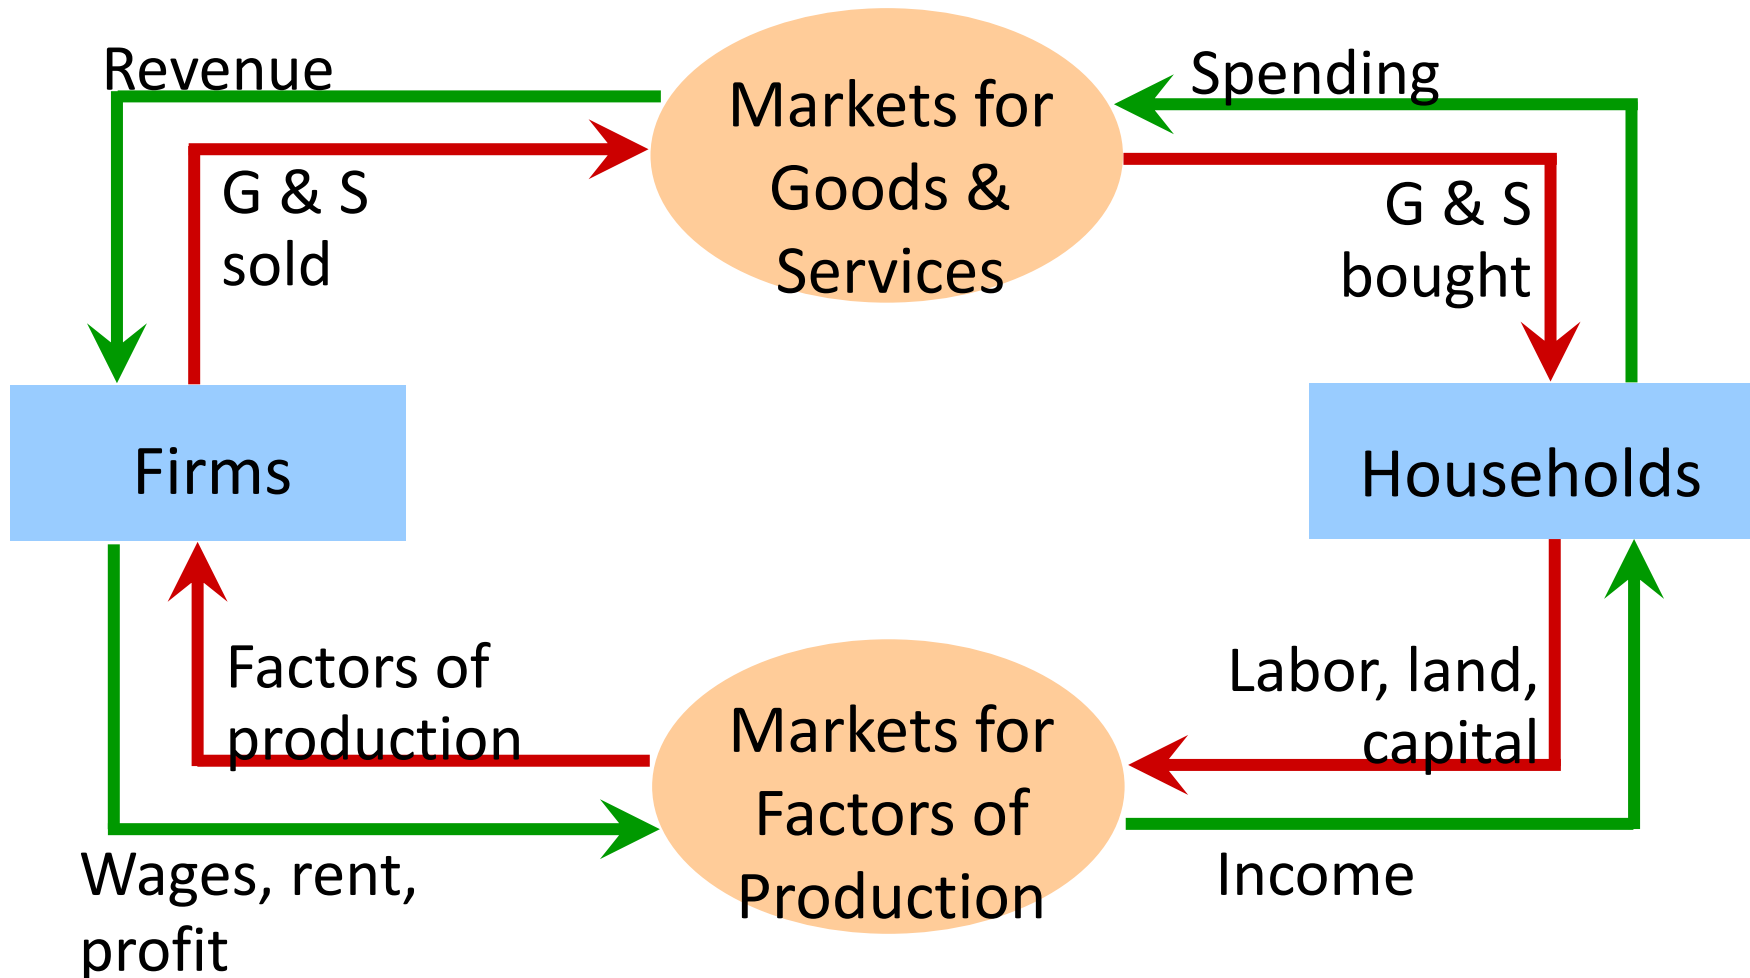 Revenue
Spending
Markets for
Goods &
Services
G & S
sold
G & S
bought
Firms
Households
Factors of
production
Labor, land,
capital
Markets for
Factors of
Production
Wages, rent,
profit
Income